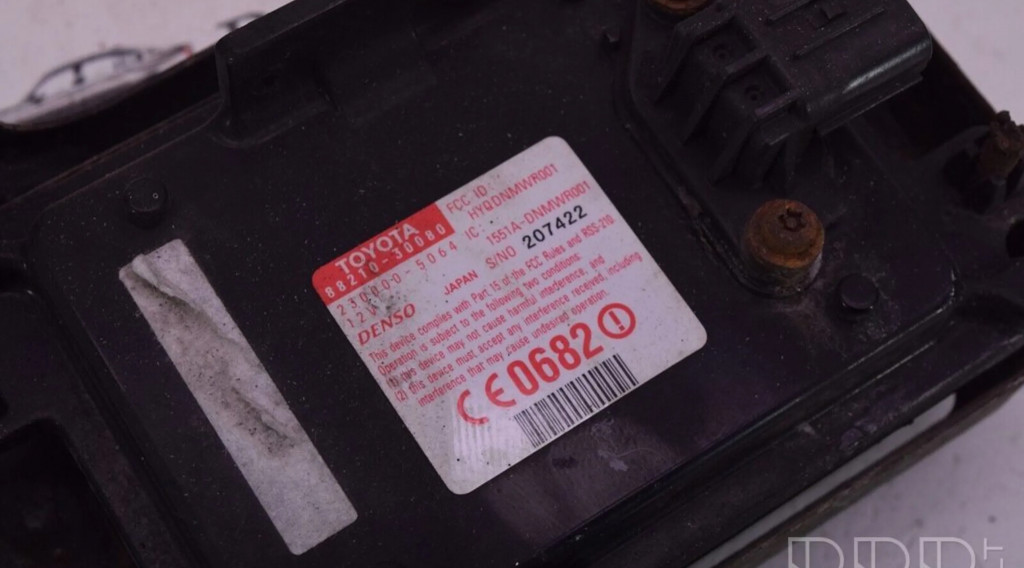 TOYOTA
88210-30080
FCC ID
HYQDNMWR001
IC:
1551A-DNMWR001
JAPAN S/NO 207422
DENSO
This device complies with Part 15 of the FCC Rules and RSS-210
Operation is subject to the following two conditions:
(1) this device may not cause harmful interference, and
(2) this device must accept any interference received, including
interference that may cause undesired operation.
CE0682